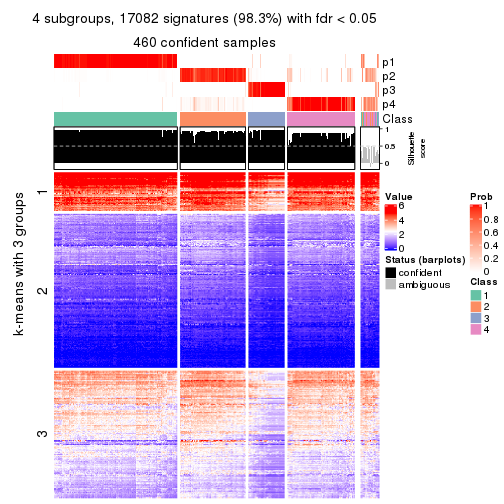 4 subgroups, 17082 signatures (98.3%) with fdr < 0.05
460 confident samples
p1
p2
p3
p4
Class
1
0.5
0
Silhouette
score
k-means with 3 groups
1
2
3
Value
6
4
2
0
Status (barplots)
confident
ambiguous
Prob
1
0.8
0.6
0.4
0.2
0
Class
1
2
3
4